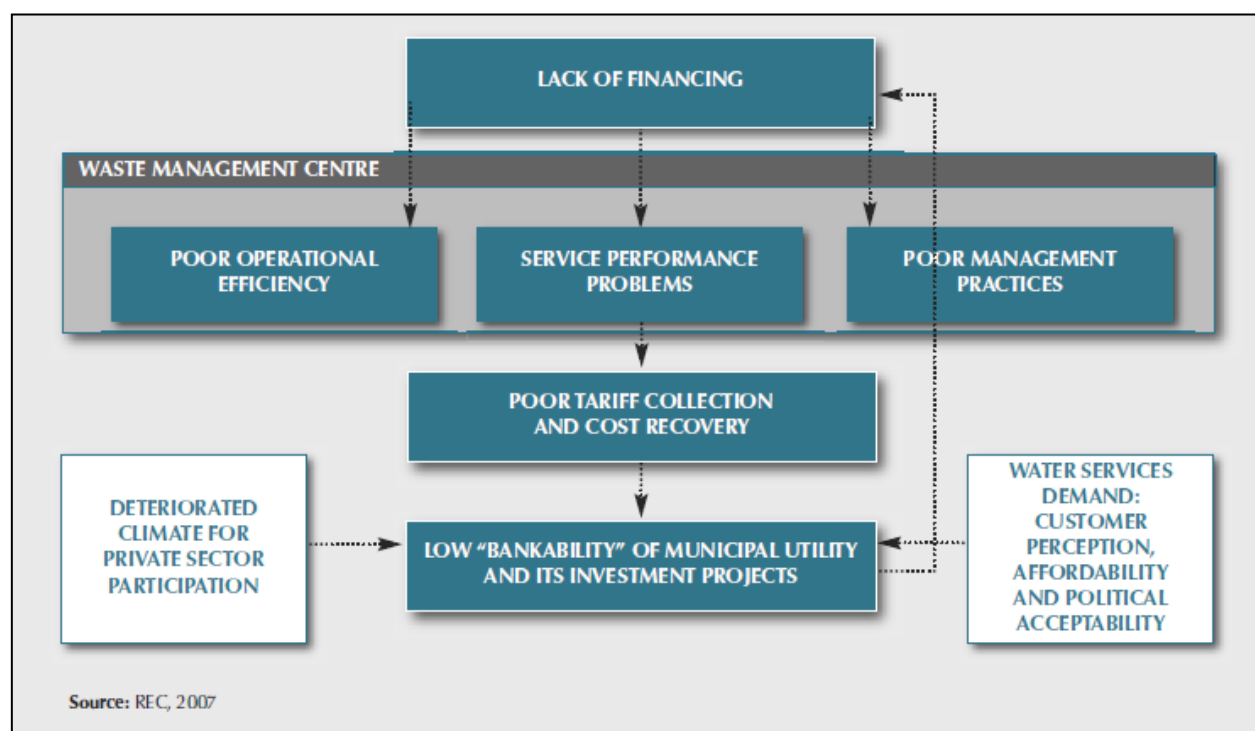 LACK OF FINANCING
WASTE MANAGEMENT CENTRE
POOR OPERATIONAL
EFFICIENCY
SERVICE PERFORMANCE
PROBLEMS
POOR MANAGEMENT
PRACTICES
POOR TARIFF COLLECTION
AND COST RECOVERY
DETERIORATED
CLIMATE FOR
PRIVATE SECTOR
PARTICIPATION
LOW “BANKABILITY” OF MUNICIPAL UTILITY
AND ITS INVESTMENT PROJECTS
WATER SERVICES
DEMAND:
CUSTOMER
PERCEPTION,
AFFORDABILITY
AND POLITICAL
ACCEPTABILITY
Source: REC, 2007